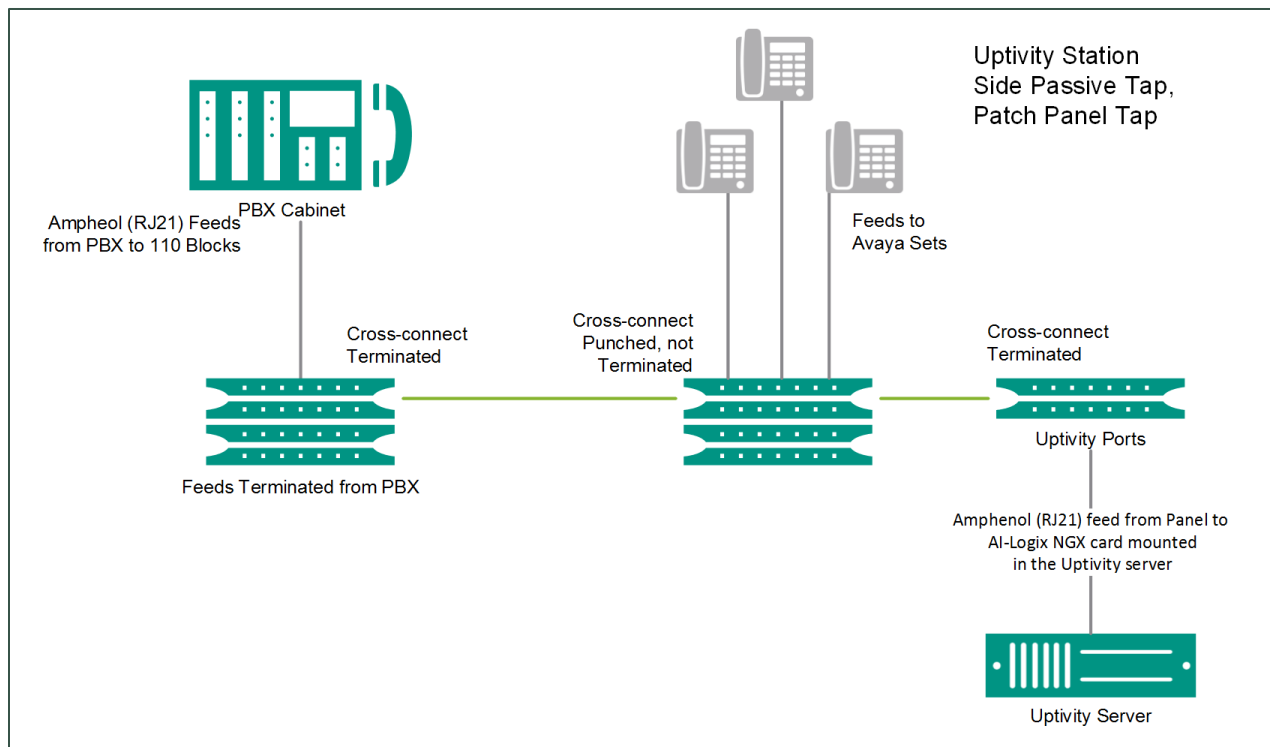 Uptivity Station
Side Passive Tap,
Patch Panel Tap
PBX Cabinet
Ampheol (RJ21) Feeds
from PBX to 110 Blocks
Feeds to
Avaya Sets
Cross-connect
Terminated
Cross-connect
Punched, not
Terminated
Cross-connect
Terminated
Feeds Terminated from PBX
Uptivity Ports
Amphenol (RJ21) feed from Panel to
AI-Logix NGX card mounted
in the Uptivity server
Uptivity Server